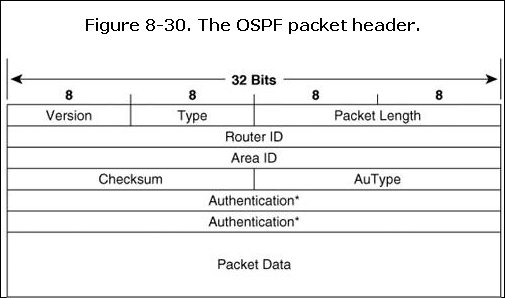 Figure 8-30. The OSPF packet header.
32 Bits
8 8 8 8
Version Type Packet Length
Router ID
Area ID
Checksum AuType
Authentication*
Authentication*
Packet Data